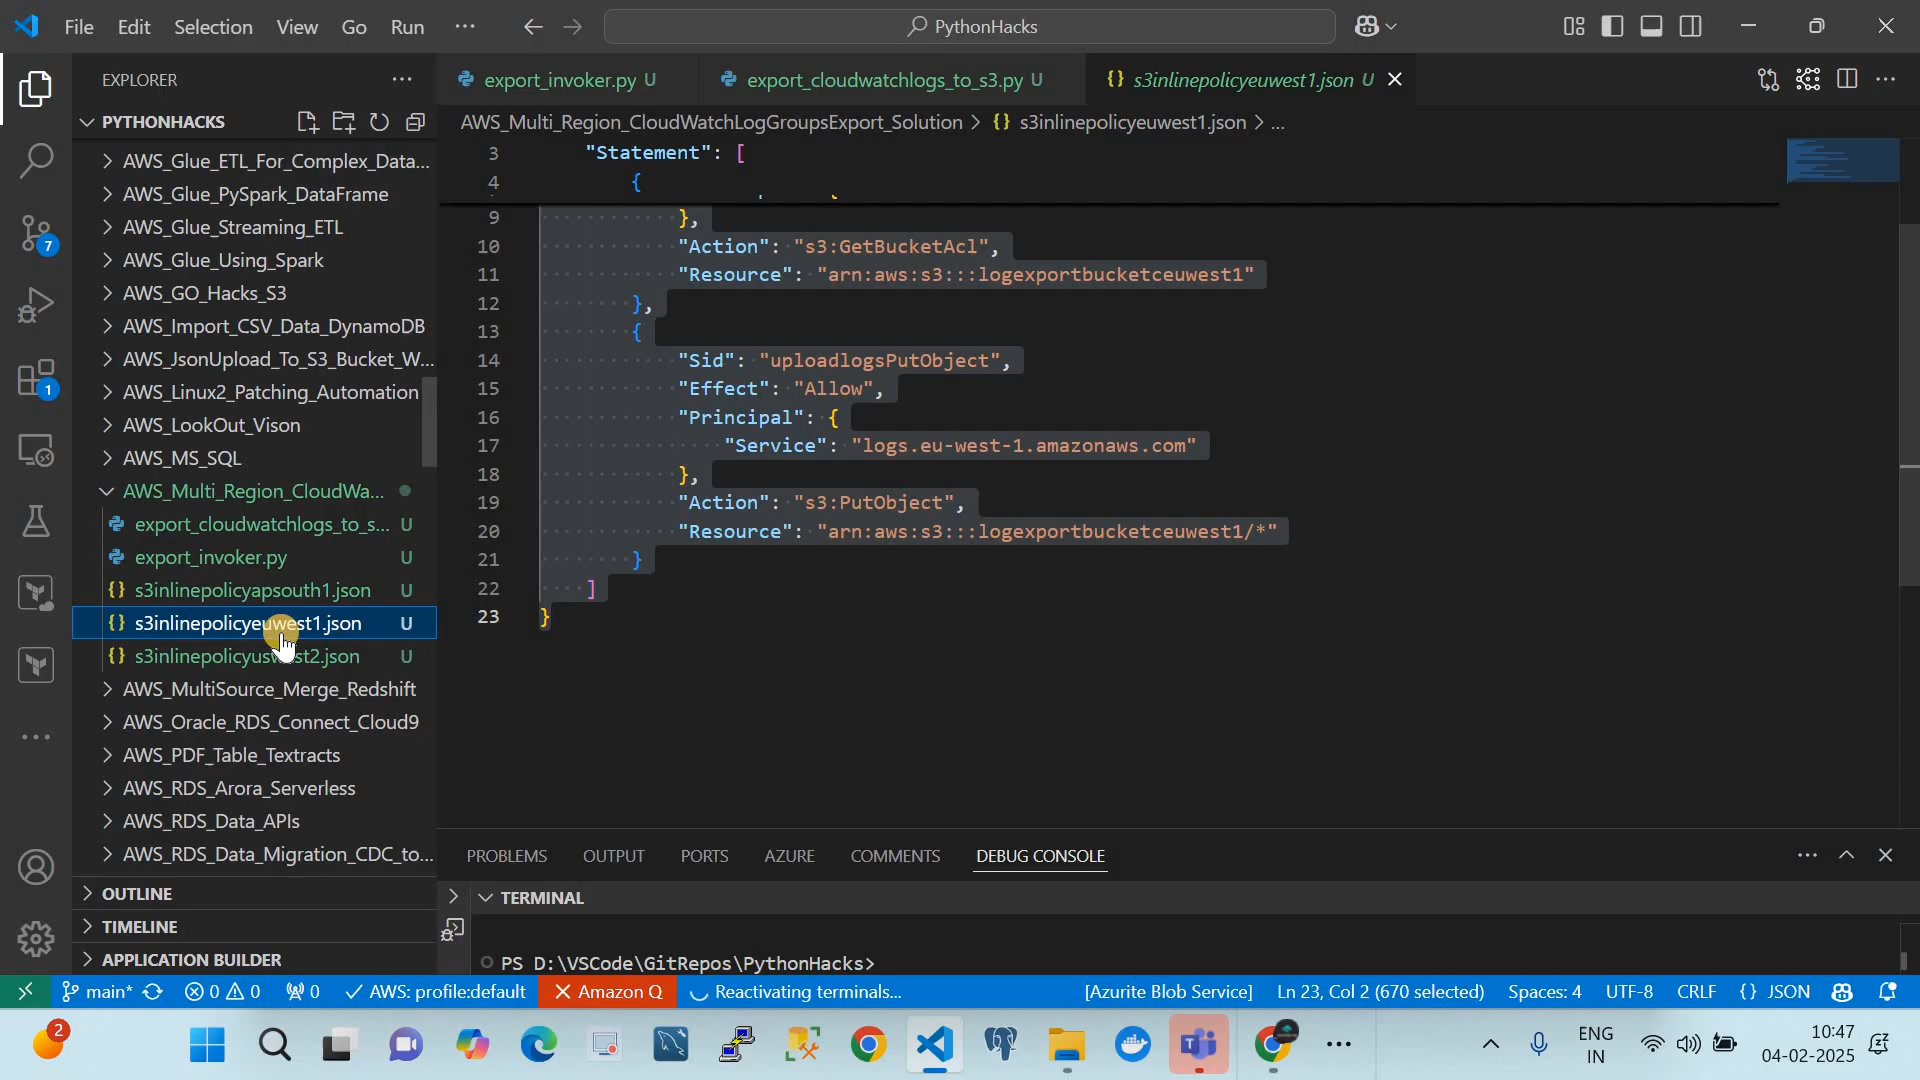 File Edit Selection View Go Run ··· PythonHacks
EXPLORER ···
PYTHONHACKS
AWS_Glue_ETL_For_Complex_Data...
AWS_Glue_PySpark_DataFrame
AWS_Glue_Streaming_ETL
AWS_Glue_Using_Spark
AWS_GO_Hacks_S3
AWS_Import_CSV_Data_DynamoDB
AWS_JsonUpload_To_S3_Bucket_W...
AWS_Linux2_Patching_Automation
AWS_LookOut_Vison
AWS_MS_SQL
AWS_Multi_Region_CloudWa...
export_cloudwatchlogs_to_s... U
export_invoker.py U
s3inlinepolicyapsouth1.json U
s3inlinepolicyeuwest1.json U
s3inlinepolicyuswest2.json U
AWS_MultiSource_Merge_Redshift
AWS_Oracle_RDS_Connect_Cloud9
AWS_PDF_Table_Textracts
AWS_RDS_Arora_Serverless
AWS_RDS_Data_APIs
AWS_RDS_Data_Migration_CDC_to...
OUTLINE
TIMELINE
APPLICATION BUILDER
7
1
export_invoker.py U export_cloudwatchlogs_to_s3.py U {} s3inlinepolicyeuwest1.json U
AWS_Multi_Region_CloudWatchLogGroupsExport_Solution > {} s3inlinepolicyeuwest1.json > ...
3 "Statement": [
4 {
9 },
10 "Action": "s3:GetBucketAcl",
11 "Resource": "arn:aws:s3:::logexportbucketceuwest1"
12 },
13 {
14 "Sid": "uploadlogsPutObject",
15 "Effect": "Allow",
16 "Principal": {
17 "Service": "logs.eu-west-1.amazonaws.com"
18 },
19 "Action": "s3:PutObject",
20 "Resource": "arn:aws:s3:::logexportbucketceuwest1/*"
21 }
22 ]
23 }
PROBLEMS OUTPUT PORTS AZURE COMMENTS DEBUG CONSOLE
TERMINAL
PS D:\VSCode\GitRepos\PythonHacks>
main* 0 0 0 AWS: profile:default Amazon Q Reactivating terminals... [Azurite Blob Service] Ln 23, Col 2 (670 selected) Spaces: 4 UTF-8 CRLF {} JSON
2 ENG
IN
10:47
04-02-2025